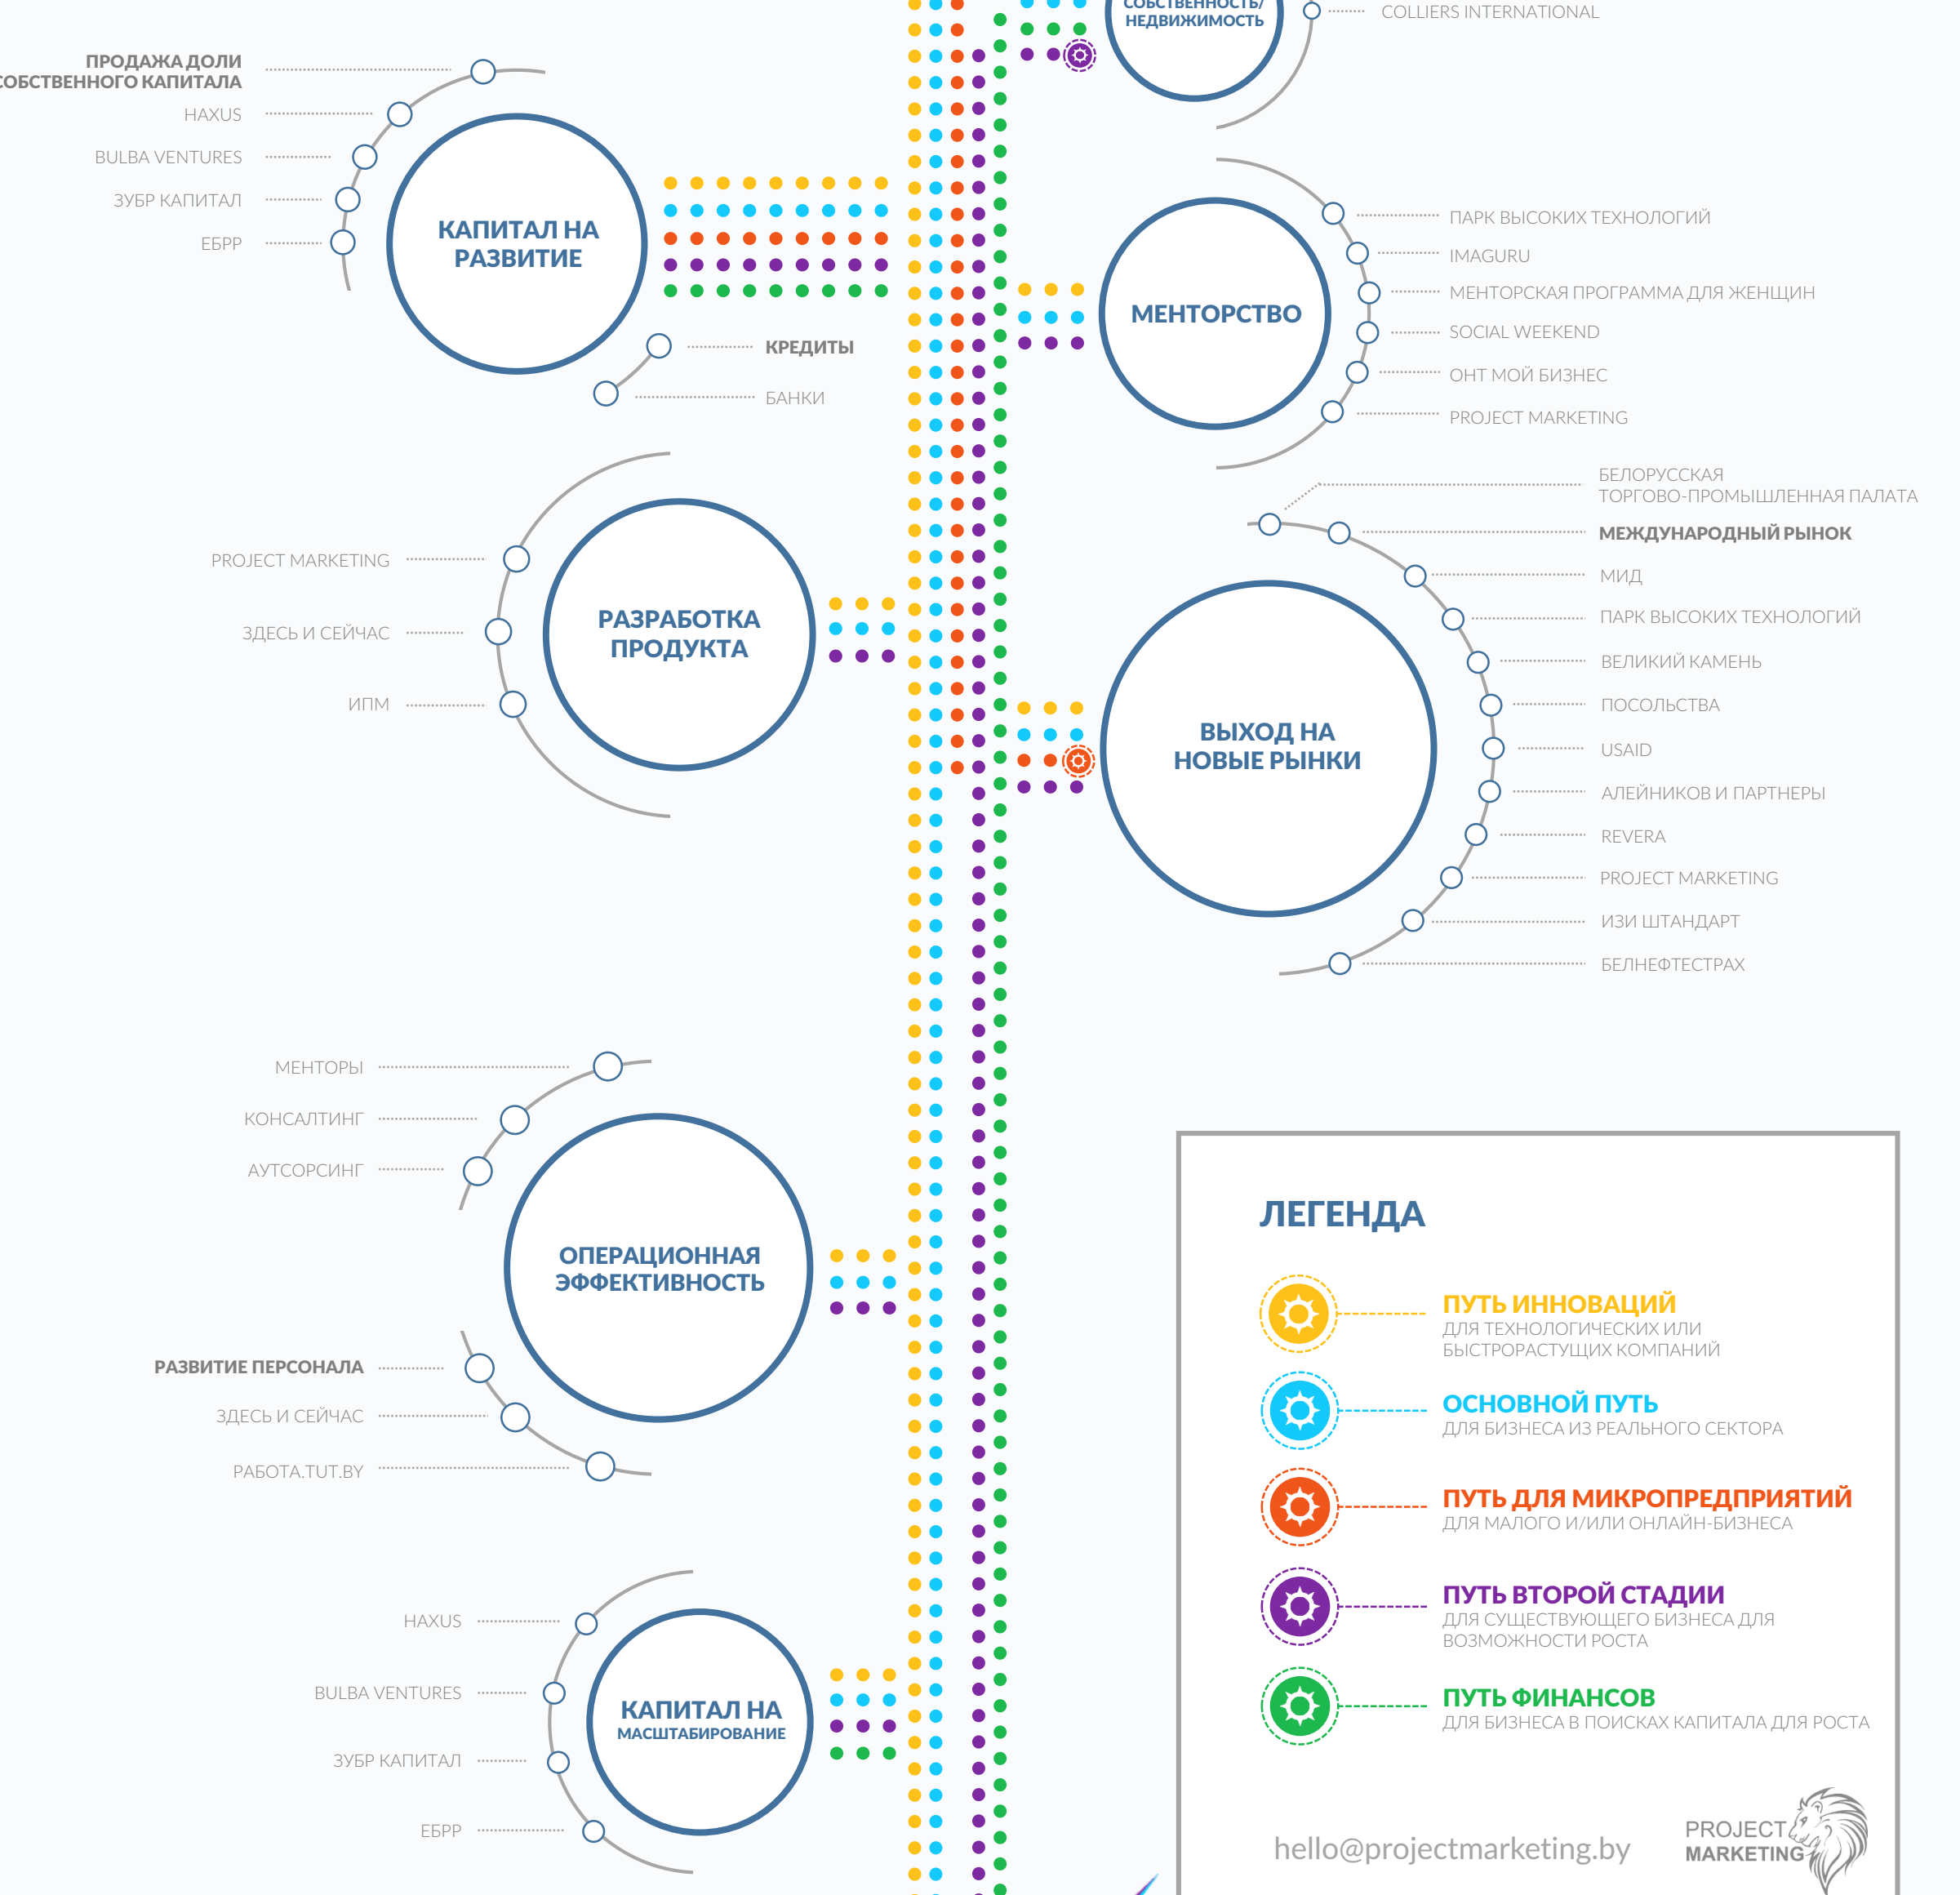 СОБСТВЕННОСТЬ/
НЕДВИЖИМОСТЬ
COLLIERS INTERNATIONAL
ПРОДАЖА ДОЛИ
СОБСТВЕННОГО КАПИТАЛА
HAXUS
BULBA VENTURES
ЗУБР КАПИТАЛ
ЕБРР
КАПИТАЛ НА
РАЗВИТИЕ
КРЕДИТЫ
БАНКИ
МЕНТОРСТВО
ПАРК ВЫСОКИХ ТЕХНОЛОГИЙ
IMAGURU
МЕНТОРСКАЯ ПРОГРАММА ДЛЯ ЖЕНЩИН
SOCIAL WEEKEND
ОНТ МОЙ БИЗНЕС
PROJECT MARKETING
PROJECT MARKETING
ЗДЕСЬ И СЕЙЧАС
ИПМ
РАЗРАБОТКА
ПРОДУКТА
БЕЛОРУССКАЯ
ТОРГОВО-ПРОМЫШЛЕННАЯ ПАЛАТА
МЕЖДУНАРОДНЫЙ РЫНОК
МИД
ПАРК ВЫСОКИХ ТЕХНОЛОГИЙ
ВЕЛИКИЙ КАМЕНЬ
ПОСОЛЬСТВА
USAID
АЛЕЙНИКОВ И ПАРТНЕРЫ
REVERA
PROJECT MARKETING
ИЗИ ШТАНДАРТ
БЕЛНЕФТЕСТРАХ
ВЫХОД НА
НОВЫЕ РЫНКИ
МЕНТОРЫ
КОНСАЛТИНГ
АУТСОРСИНГ
ОПЕРАЦИОННАЯ
ЭФФЕКТИВНОСТЬ
РАЗВИТИЕ ПЕРСОНАЛА
ЗДЕСЬ И СЕЙЧАС
РАБОТА.TUT.BY
HAXUS
BULBA VENTURES
ЗУБР КАПИТАЛ
ЕБРР
КАПИТАЛ НА
МАСШТАБИРОВАНИЕ
ЛЕГЕНДА
ПУТЬ ИННОВАЦИЙ
ДЛЯ ТЕХНОЛОГИЧЕСКИХ ИЛИ
БЫСТРОРАСТУЩИХ КОМПАНИЙ
ОСНОВНОЙ ПУТЬ
ДЛЯ БИЗНЕСА ИЗ РЕАЛЬНОГО СЕКТОРА
ПУТЬ ДЛЯ МИКРОПРЕДПРИЯТИЙ
ДЛЯ МАЛОГО И/ИЛИ ОНЛАЙН-БИЗНЕСА
ПУТЬ ВТОРОЙ СТАДИИ
ДЛЯ СУЩЕСТВУЮЩЕГО БИЗНЕСА ДЛЯ
ВОЗМОЖНОСТИ РОСТА
ПУТЬ ФИНАНСОВ
ДЛЯ БИЗНЕСА В ПОИСКАХ КАПИТАЛА ДЛЯ РОСТА
hello@projectmarketing.by
PROJECT
MARKETING